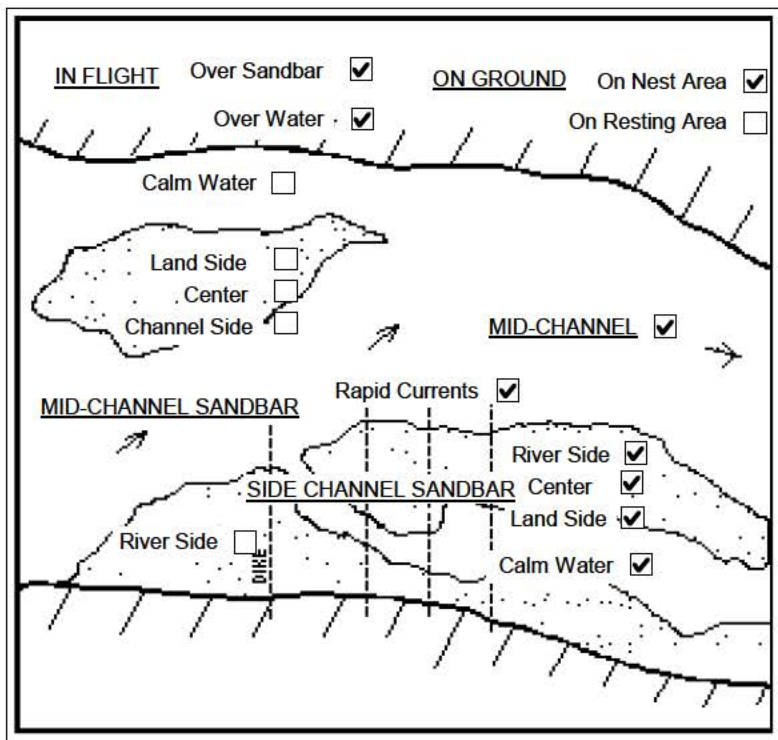 IN FLIGHT
Over Sandbar
ON GROUND
On Nest Area
Over Water
On Resting Area
Calm Water
Land Side
Center
Channel Side
MID-CHANNEL
Rapid Currents
MID-CHANNEL SANDBAR
River Side
SIDE CHANNEL SANDBAR
Center
Land Side
River Side
DIKE
Calm Water